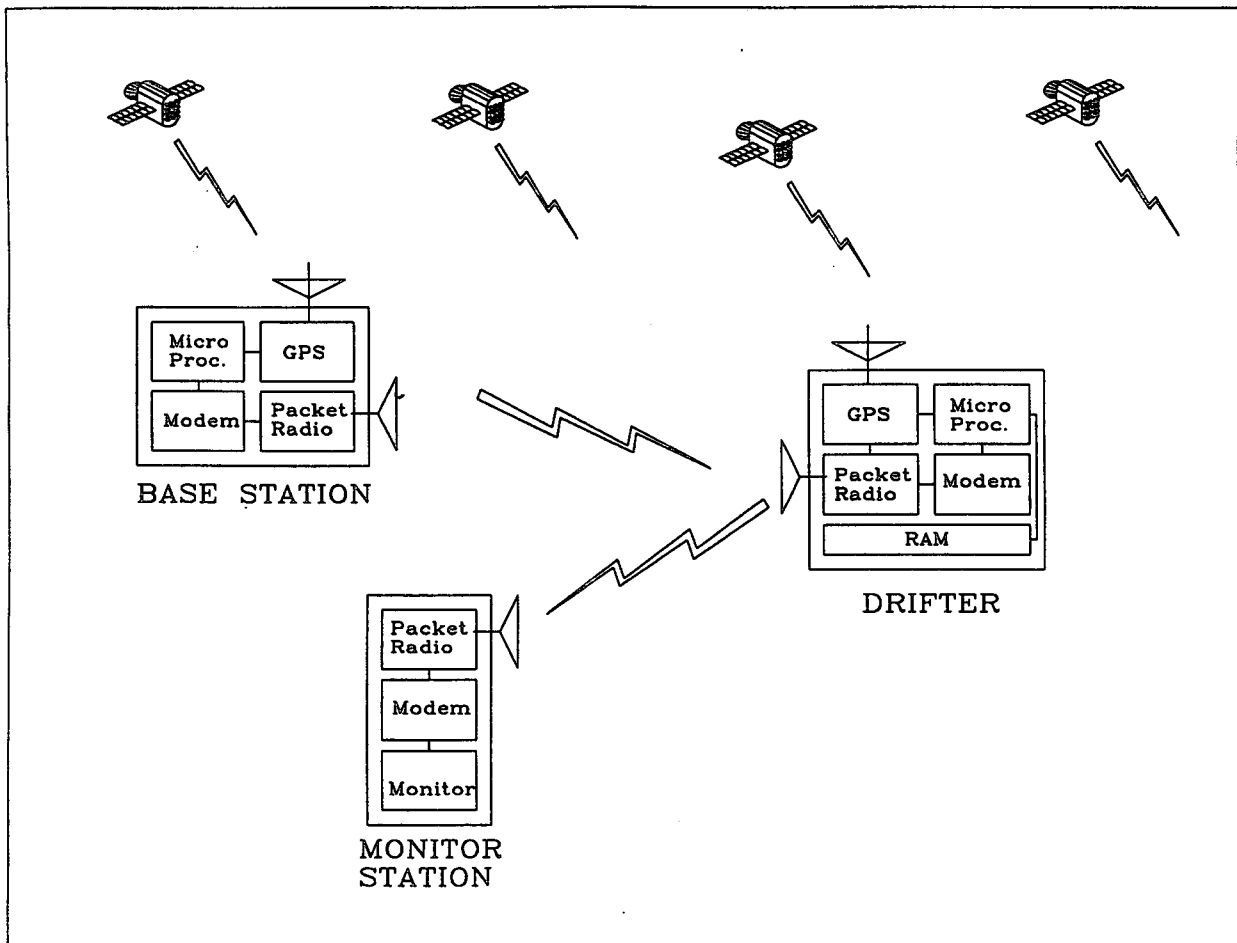 Micro
Proc.
GPS
Modem
Packet
Radio
BASE STATION
GPS
Micro
Proc.
Packet
Radio
Modem
RAM
DRIFTER
Packet
Radio
Modem
Monitor
MONITOR
STATION